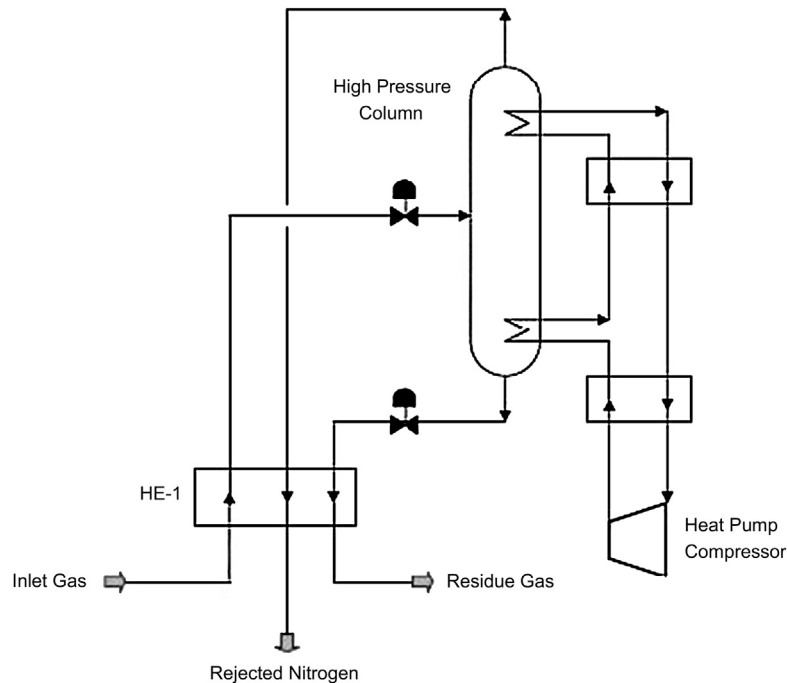 High Pressure
Column
HE-1
Heat Pump
Compressor
Inlet Gas
Residue Gas
Rejected Nitrogen